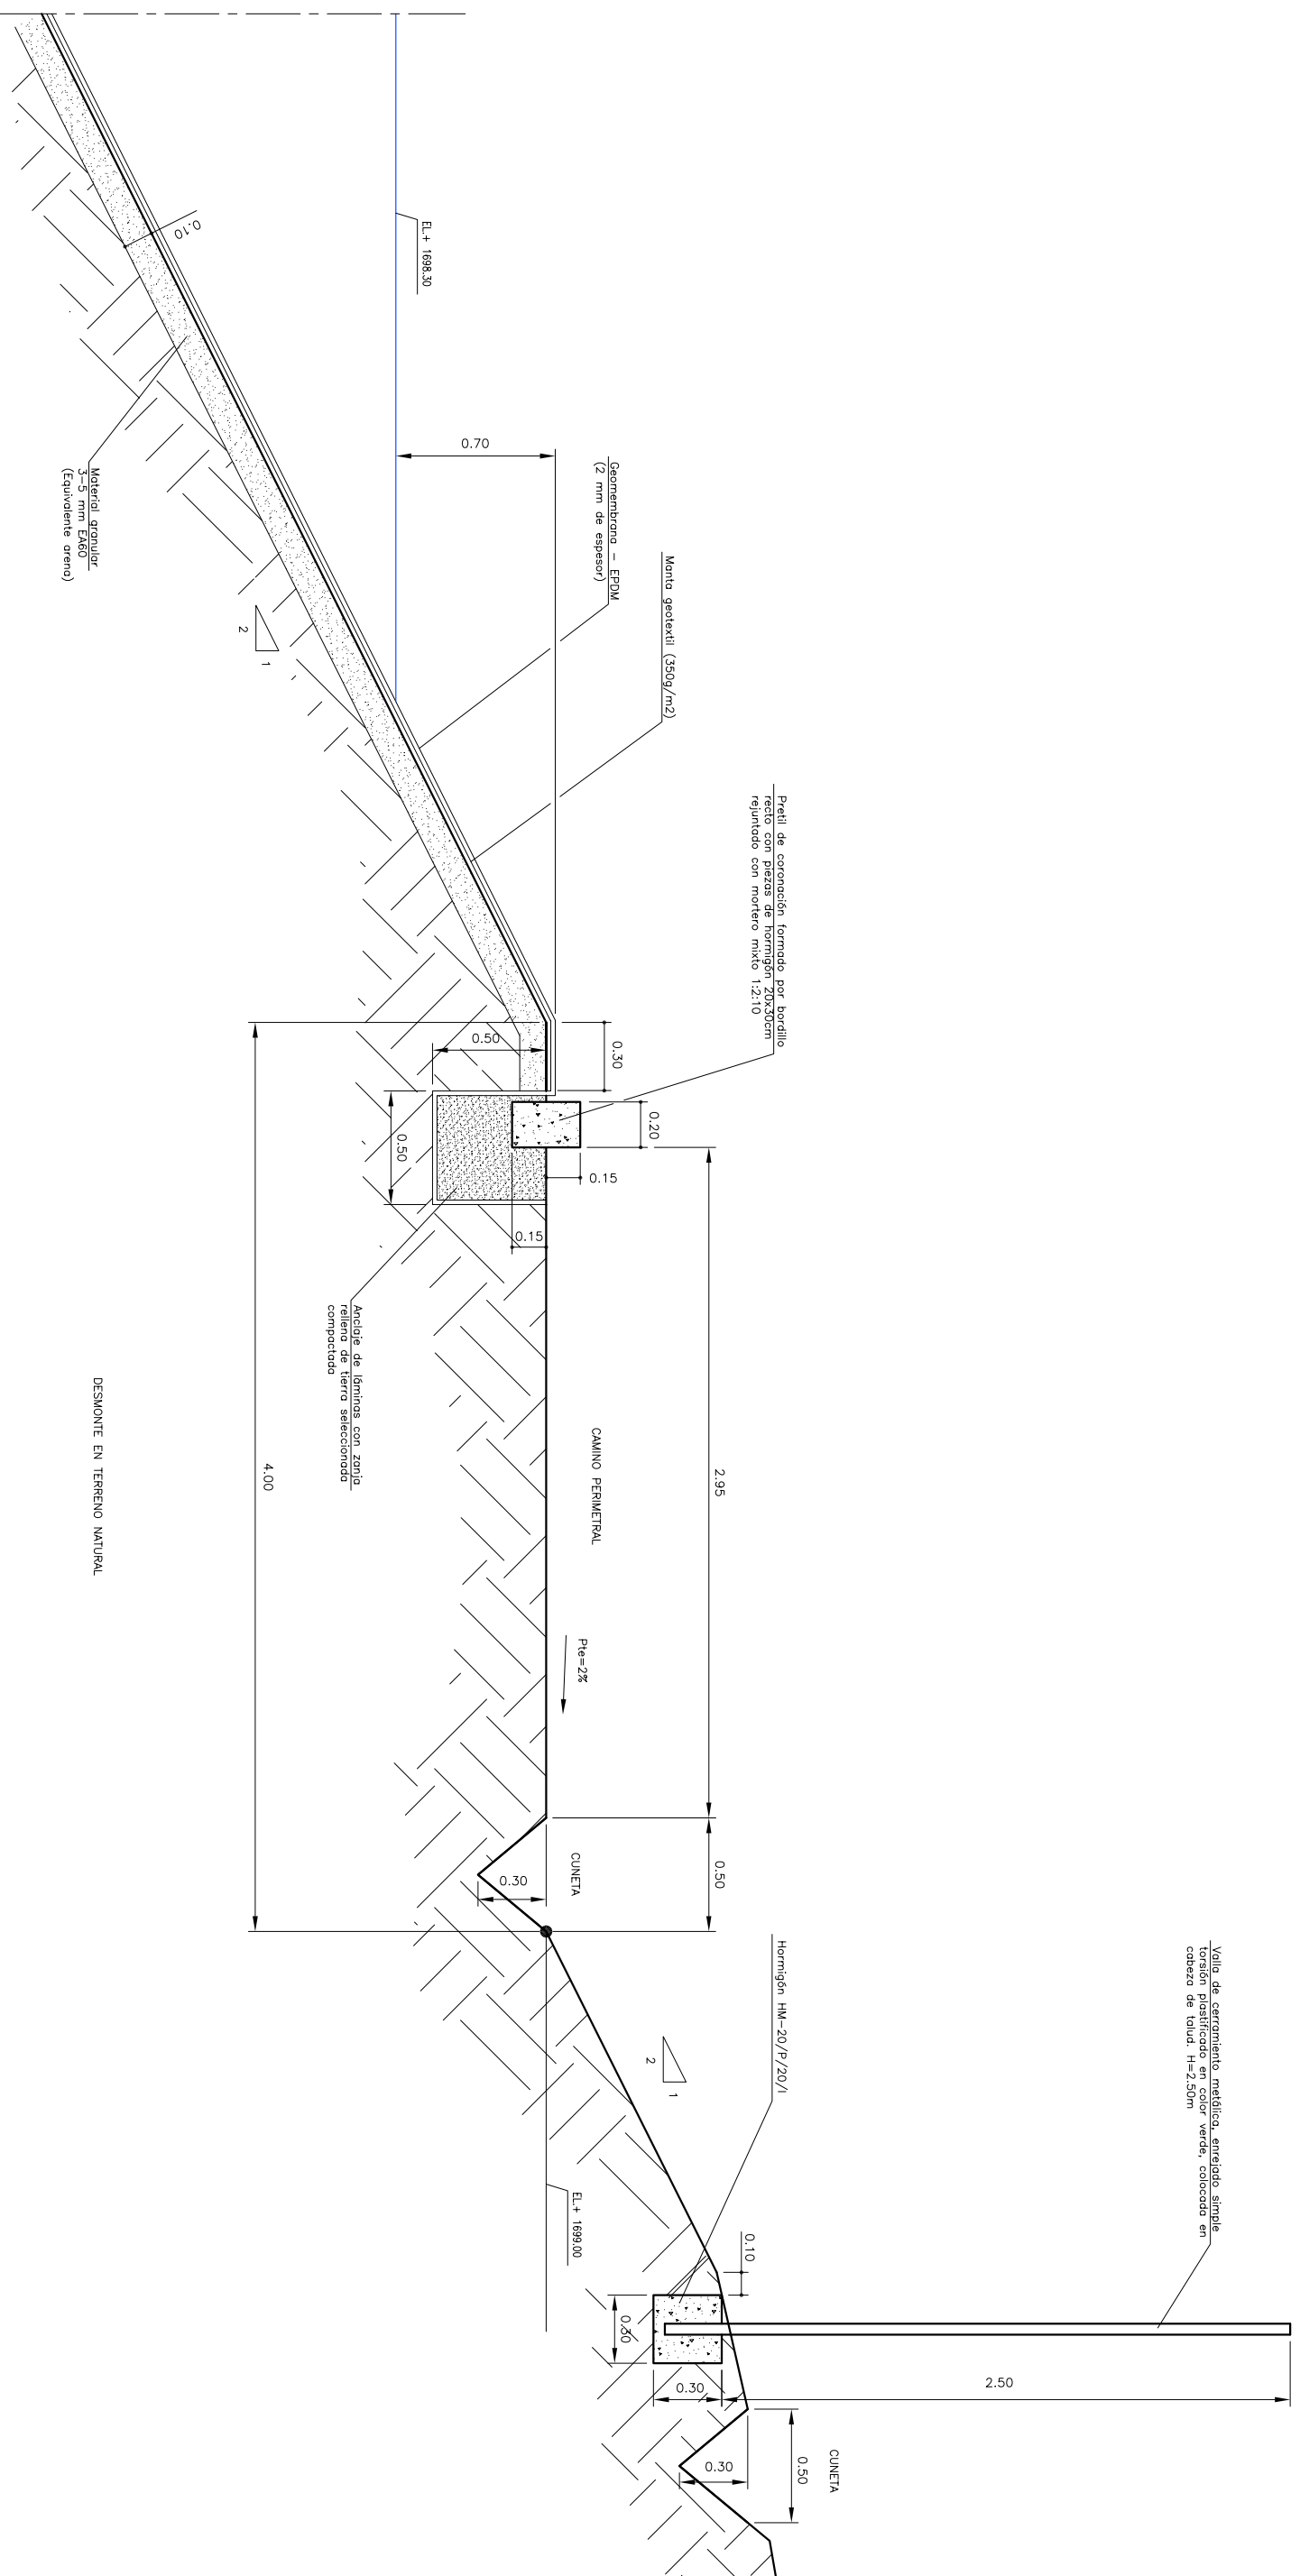 EL.+ 1698.30
0.10
Material granular
3-5 mm EA60
(Equivalente arena)
0.70
Geomembrana - EPDM
(2 mm de espesor)
Manta geotextil (350g/m2)
2
1
Pretil de coronación formado por bordillo
recto con piezas de hormigón 20x30cm
rejuntado con mortero mixto 1:2:10
0.50
0.30
0.20
0.50
0.15
0.15
Anclaje de láminas con zanja
rellena de tierra seleccionada
compactada
4.00
2.95
CAMINO PERIMETRAL
DESMONTE EN TERRENO NATURAL
Pte=2%
0.50
CUNETA
0.30
Hormigón HM-20/P/20/I
Valla de cerramiento metálica, enrejado simple
torsión plastificado en color verde, colocada en
cabeza de talud. H=2.50m
2
1
EL.+ 1699.00
0.10
0.30
0.30
2.50
0.30
0.50
CUNETA